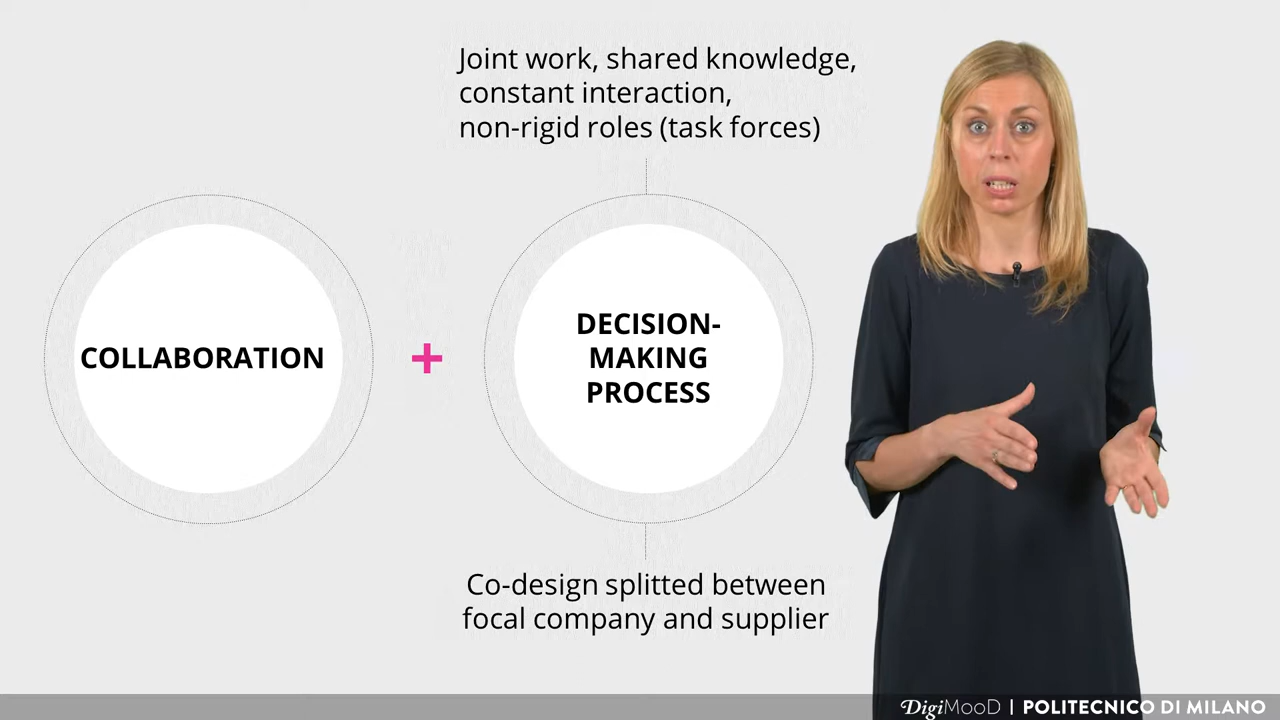 Joint work, shared knowledge,
constant interaction,
non-rigid roles (task forces)
COLLABORATION
+
DECISION-
MAKING
PROCESS
Co-design splitted between
focal company and supplier
DigiMooD | POLITECNICO DI MILANO